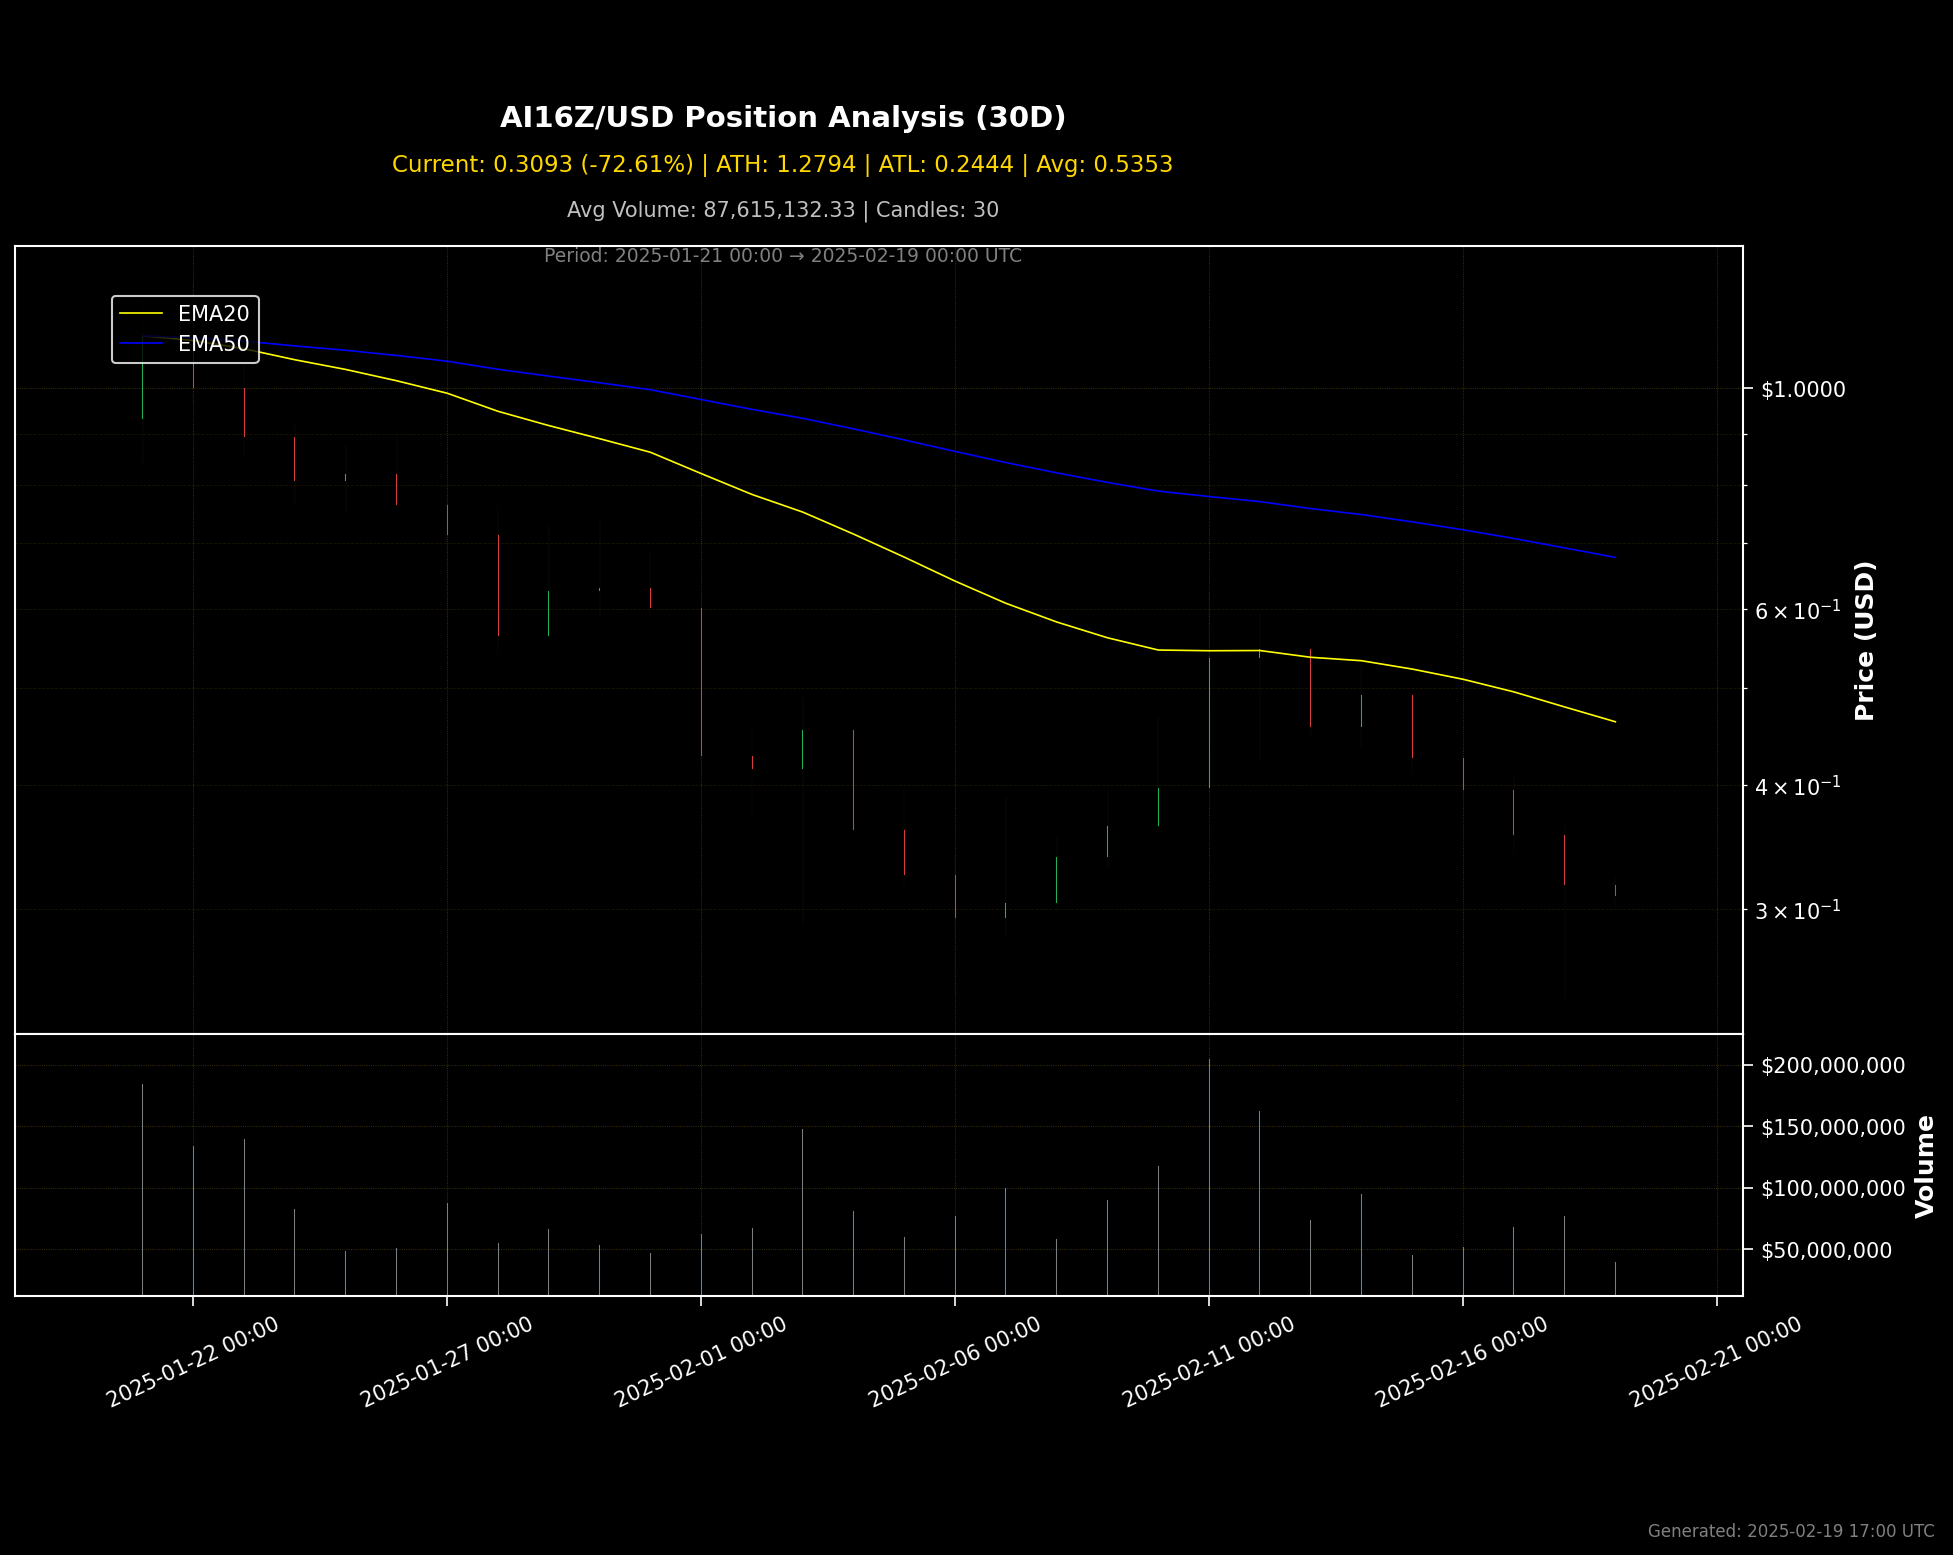 AI16Z/USD Position Analysis (30D)
Current: 0.3093 (-72.61%) | ATH: 1.2794 | ATL: 0.2444 | Avg: 0.5353
Avg Volume: 87,615,132.33 | Candles: 30
Period: 2025-01-21 00:00 → 2025-02-19 00:00 UTC
EMA20
EMA50
$1.0000
6 × 10⁻¹
4 × 10⁻¹
3 × 10⁻¹
Price (USD)
$200,000,000
$150,000,000
$100,000,000
$50,000,000
Volume
2025-01-22 00:00
2025-01-27 00:00
2025-02-01 00:00
2025-02-06 00:00
2025-02-11 00:00
2025-02-16 00:00
2025-02-21 00:00
Generated: 2025-02-19 17:00 UTC